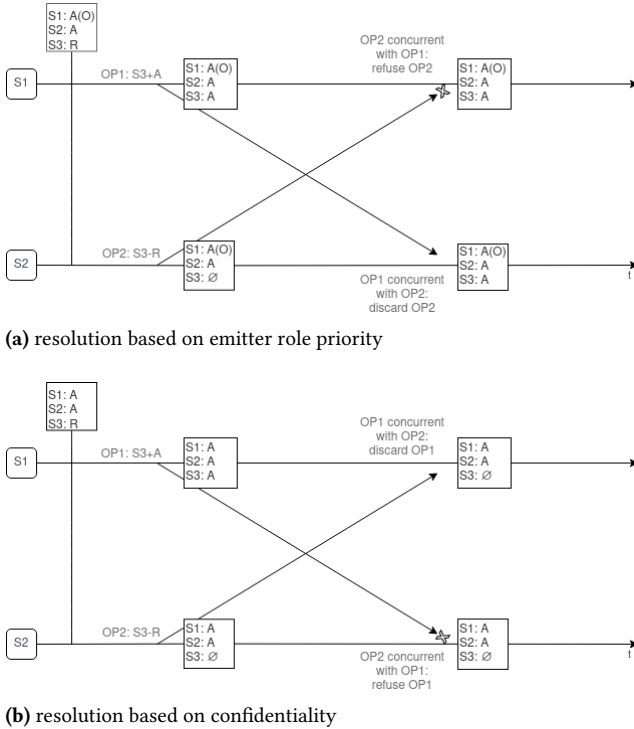 S1: A(O)
S2: A
S3: R
OP1: S3+A
S1: A(O)
S2: A
S3: A
OP2 concurrent
with OP1:
refuse OP2
S1: A(O)
S2: A
S3: A
S1
OP2: S3-R
S1: A(O)
S2: A
S3: ∅
OP1 concurrent
with OP2:
discard OP2
S1: A(O)
S2: A
S3: A
S2
t
(a) resolution based on emitter role priority
S1: A
S2: A
S3: R
OP1: S3+A
S1: A
S2: A
S3: A
OP1 concurrent
with OP2:
discard OP1
S1: A
S2: A
S3: ∅
S1
OP2: S3-R
S1: A
S2: A
S3: ∅
OP2 concurrent
with OP1:
refuse OP1
S1: A
S2: A
S3: ∅
S2
t
(b) resolution based on confidentiality